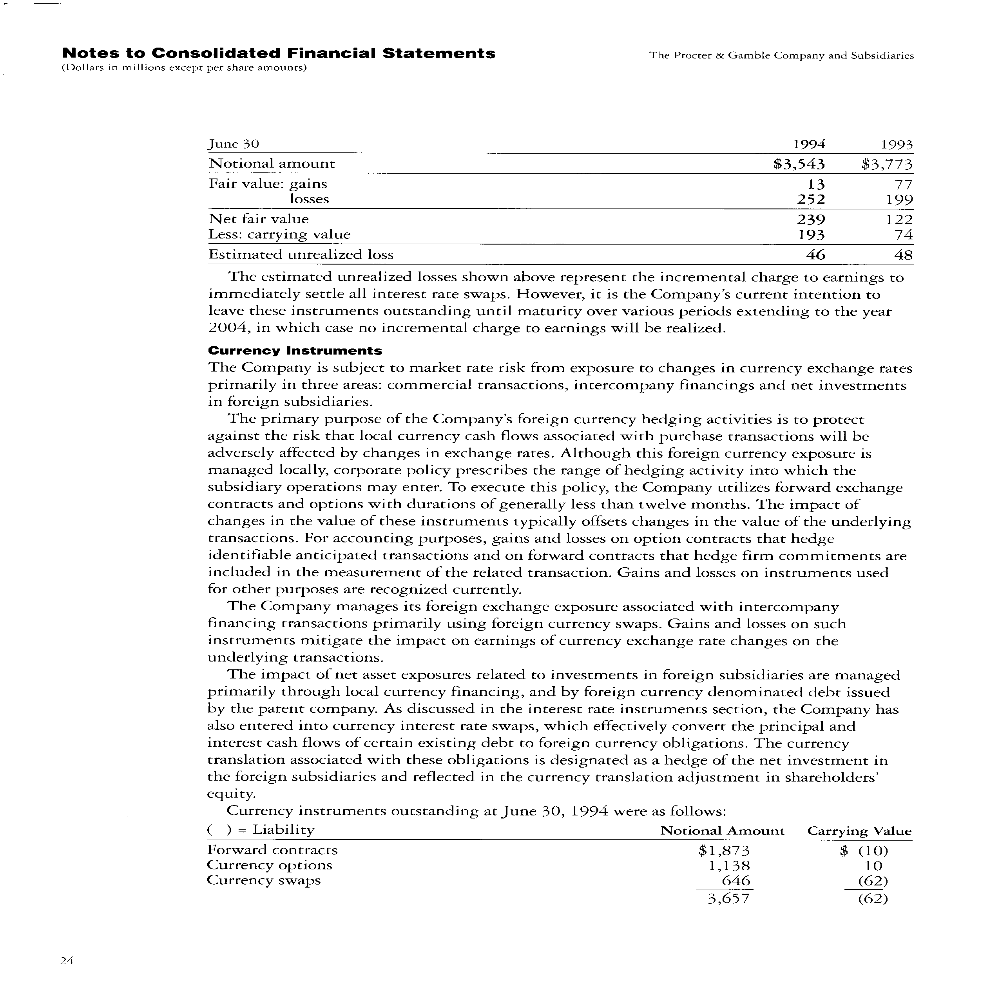 Notes to Consolidated Financial Statements The Procter & Gamble Company and Subsidiaries
(Dollars in millions except per share amounts)
June 30 1994 1993
Notional amount $3,543 $3,773
Fair value: gains 13 77
losses 252 199
Net fair value 239 122
Less: carrying value 193 74
Estimated unrealized loss 46 48
The estimated unrealized losses shown above represent the incremental charge to earnings to
immediately settle all interest rate swaps. However, it is the Company's current intention to
leave these instruments outstanding until maturity over various periods extending to the year
2004, in which case no incremental charge to earnings will be realized.
Currency Instruments
The Company is subject to market rate risk from exposure to changes in currency exchange rates
primarily in three areas: commercial transactions, intercompany financings and net investments
in foreign subsidiaries.
The primary purpose of the Company's foreign currency hedging activities is to protect
against the risk that local currency cash flows associated with purchase transactions will be
adversely affected by changes in exchange rates. Although this foreign currency exposure is
managed locally, corporate policy prescribes the range of hedging activity into which the
subsidiary operations may enter. To execute this policy, the Company utilizes forward exchange
contracts and options with durations of generally less than twelve months. The impact of
changes in the value of these instruments typically offsets changes in the value of the underlying
transactions. For accounting purposes, gains and losses on option contracts that hedge
identifiable anticipated transactions and on forward contracts that hedge firm commitments are
included in the measurement of the related transaction. Gains and losses on instruments used
for other purposes are recognized currently.
The Company manages its foreign exchange exposure associated with intercompany
financing transactions primarily using foreign currency swaps. Gains and losses on such
instruments mitigate the impact on earnings of currency exchange rate changes on the
underlying transactions.
The impact of net asset exposures related to investments in foreign subsidiaries are managed
primarily through local currency financing, and by foreign currency denominated debt issued
by the parent company. As discussed in the interest rate instruments section, the Company has
also entered into currency interest rate swaps, which effectively convert the principal and
interest cash flows of certain existing debt to foreign currency obligations. The currency
translation associated with these obligations is designated as a hedge of the net investment in
the foreign subsidiaries and reflected in the currency translation adjustment in shareholders'
equity.
Currency instruments outstanding at June 30, 1994 were as follows:
( ) = Liability Notional Amount Carrying Value
Forward contracts $1,873 $ (10)
Currency options 1,138 10
Currency swaps 646 (62)
3,657 (62)
24